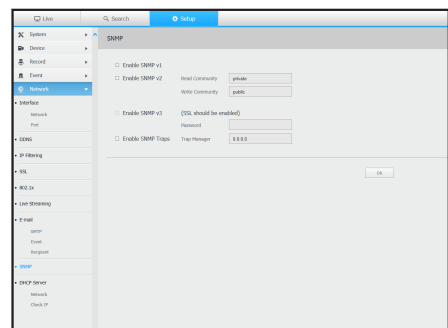 Live
Search
Setup
System
Device
Record
Event
Network
Interface
Network
Port
DDNS
IP Filtering
SSL
802.1x
Live Streaming
E-mail
SMTP
Event
Recipient
SNMP
DHCP Server
Network
Check IP
SNMP
Enable SNMP v1
Enable SNMP v2
Read Community
private
Write Community
public
Enable SNMP v3
(SSL should be enabled)
Password
Enable SNMP Traps
Trap Manager
0.0.0.0
OK